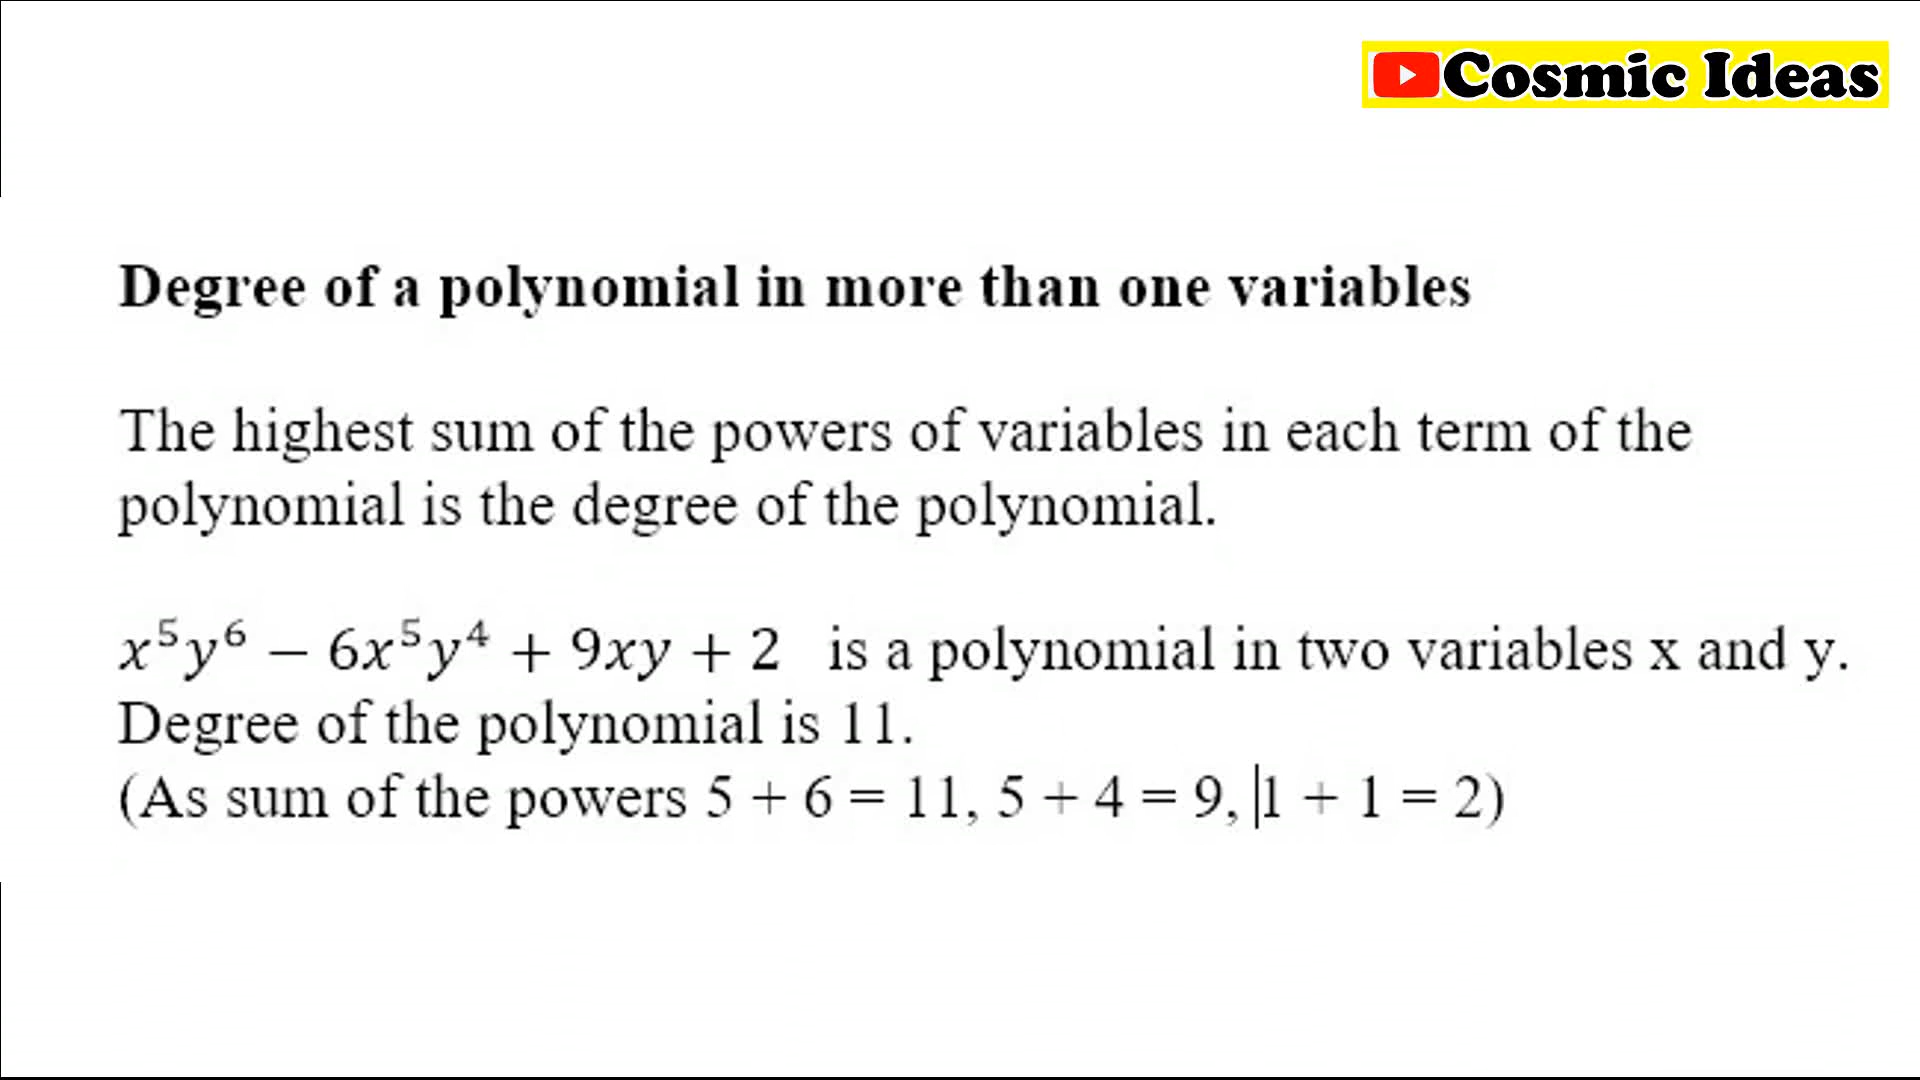 Cosmic Ideas
Degree of a polynomial in more than one variables
The highest sum of the powers of variables in each term of the
polynomial is the degree of the polynomial.
x⁵y⁶ − 6x⁵y⁴ + 9xy + 2 is a polynomial in two variables x and y.
Degree of the polynomial is 11.
(As sum of the powers 5 + 6 = 11, 5 + 4 = 9, 1 + 1 = 2)